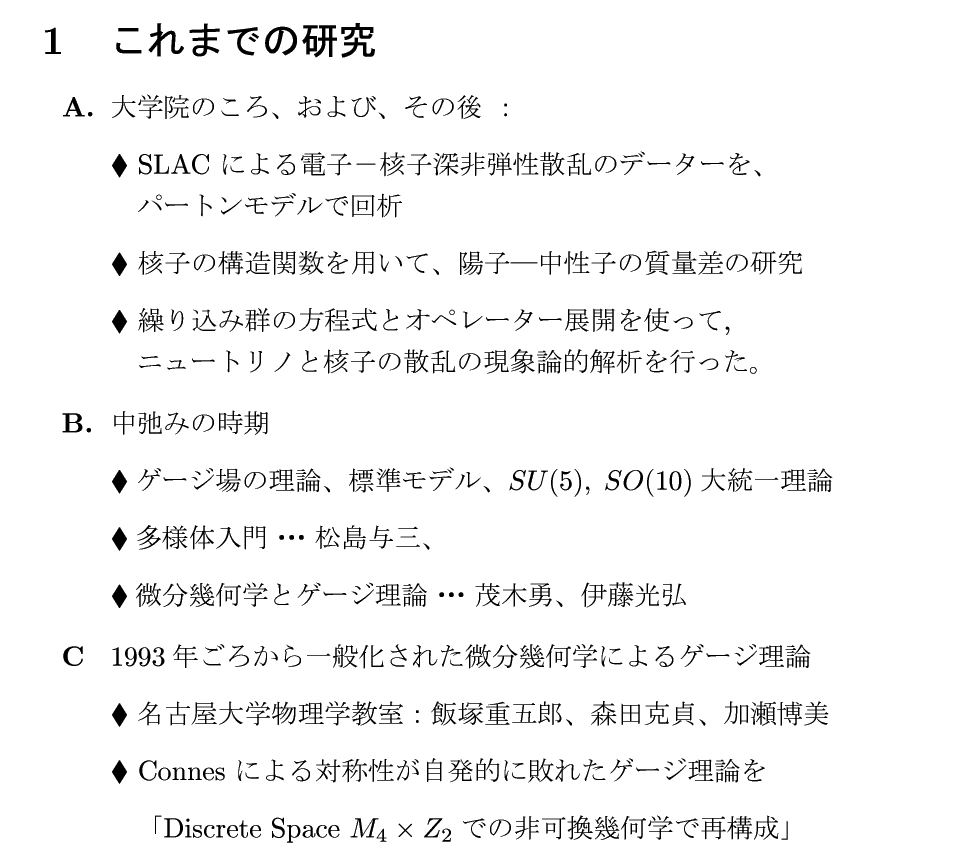 1 これまでの研究
A. 大学院のころ、および、その後 :
♦ SLAC による電子－核子深非弾性散乱のデーターを、
パートンモデルで回析
♦ 核子の構造関数を用いて、陽子—中性子の質量差の研究
♦ 繰り込み群の方程式とオペレーター展開を使って,
ニュートリノと核子の散乱の現象論的解析を行った。
B. 中弛みの時期
♦ ゲージ場の理論、標準モデル、SU(5), SO(10) 大統一理論
♦ 多様体入門 ··· 松島与三、
♦ 微分幾何学とゲージ理論 ··· 茂木勇、伊藤光弘
C 1993 年ごろから一般化された微分幾何学によるゲージ理論
♦ 名古屋大学物理学教室 : 飯塚重五郎、森田克貞、加瀬博美
♦ Connes による対称性が自発的に敗れたゲージ理論を
「Discrete Space M₄ × Z₂ での非可換幾何学で再構成」